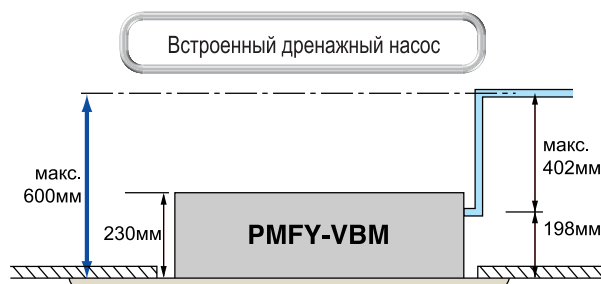 Встроенный дренажный насос
макс.
600мм
макс.
402мм
230мм
PMFY-VBM
198мм